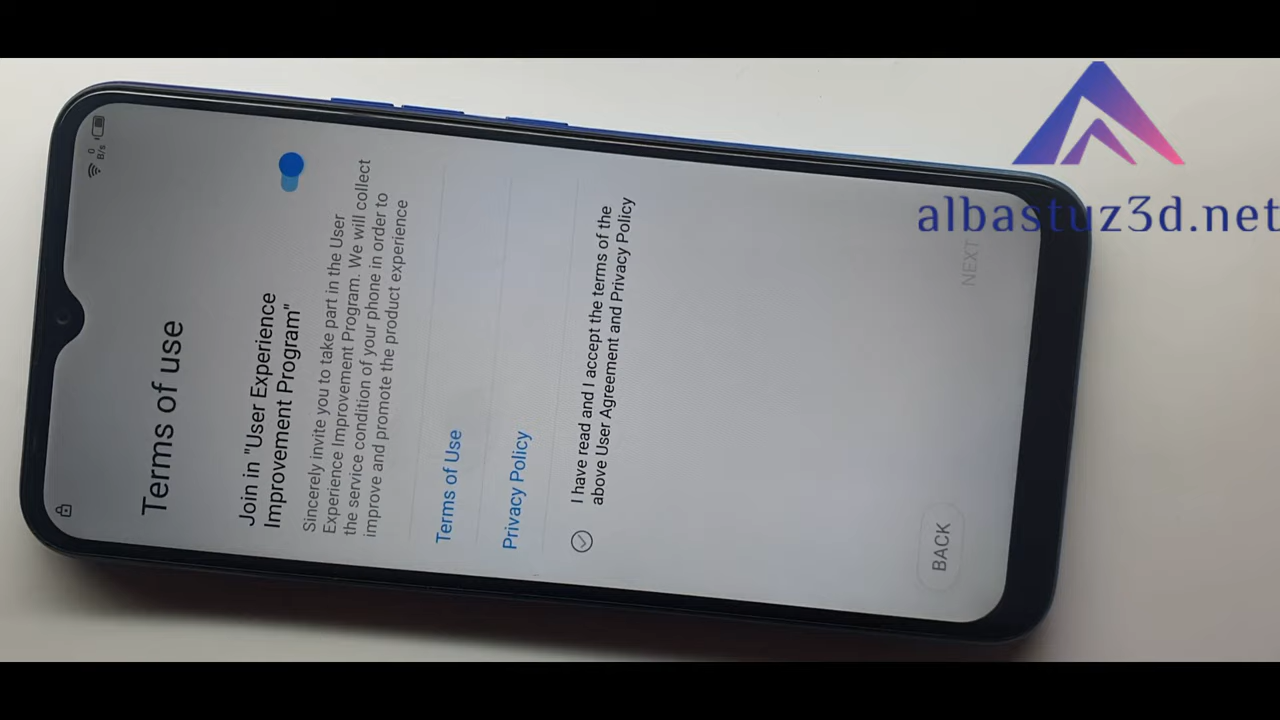 0
B/s
Terms of use
Join in "User Experience
Improvement Program"
Sincerely invite you to take part in the User
Experience Improvement Program. We will collect
the service condition of your phone in order to
improve and promote the product experience
Terms of Use
Privacy Policy
I have read and I accept the terms of the
above User Agreement and Privacy Policy
BACK
NEXT
albastuz3d.net